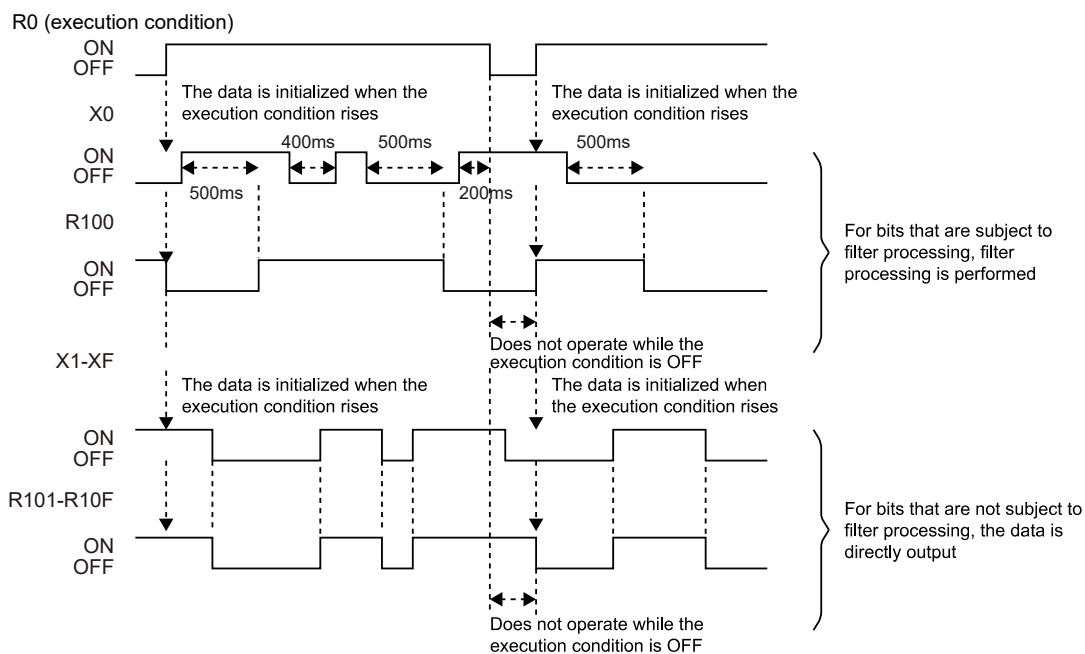 R0 (execution condition)
ON
OFF
The data is initialized when the
execution condition rises
The data is initialized when the
execution condition rises
X0
400ms
500ms
500ms
ON
OFF
500ms
200ms
R100
For bits that are subject to
filter processing, filter
processing is performed
ON
OFF
Does not operate while the
execution condition is OFF
X1-XF
The data is initialized when the
execution condition rises
The data is initialized when
the execution condition rises
ON
OFF
R101-R10F
For bits that are not subject to
filter processing, the data is
directly output
ON
OFF
Does not operate while the
execution condition is OFF